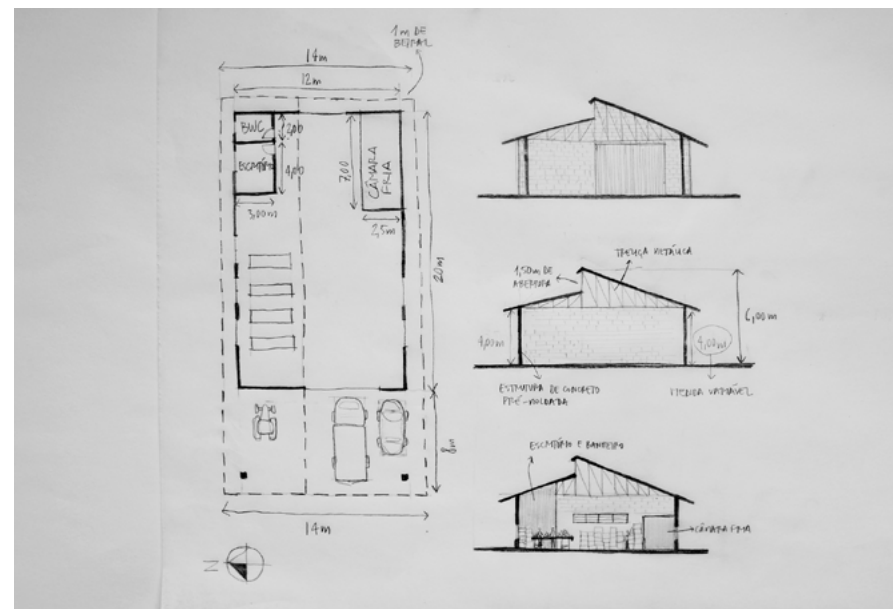 1m DE
BEIRAL
14m
12m
BWC
2,00
ESCRITÓRIO
4,00
3,00m
7,00
CÂMARA
FRIA
2,5m
20m
8m
14m
N
1,50m DE
ABERTURA
TRELIÇA METÁLICA
4,00m
4,00m
6,00m
ESTRUTURA DE CONCRETO
PRÉ-MOLDADA
MEDIDA VARIÁVEL
ESCRITÓRIO E BANHEIRO
CÂMARA FRIA